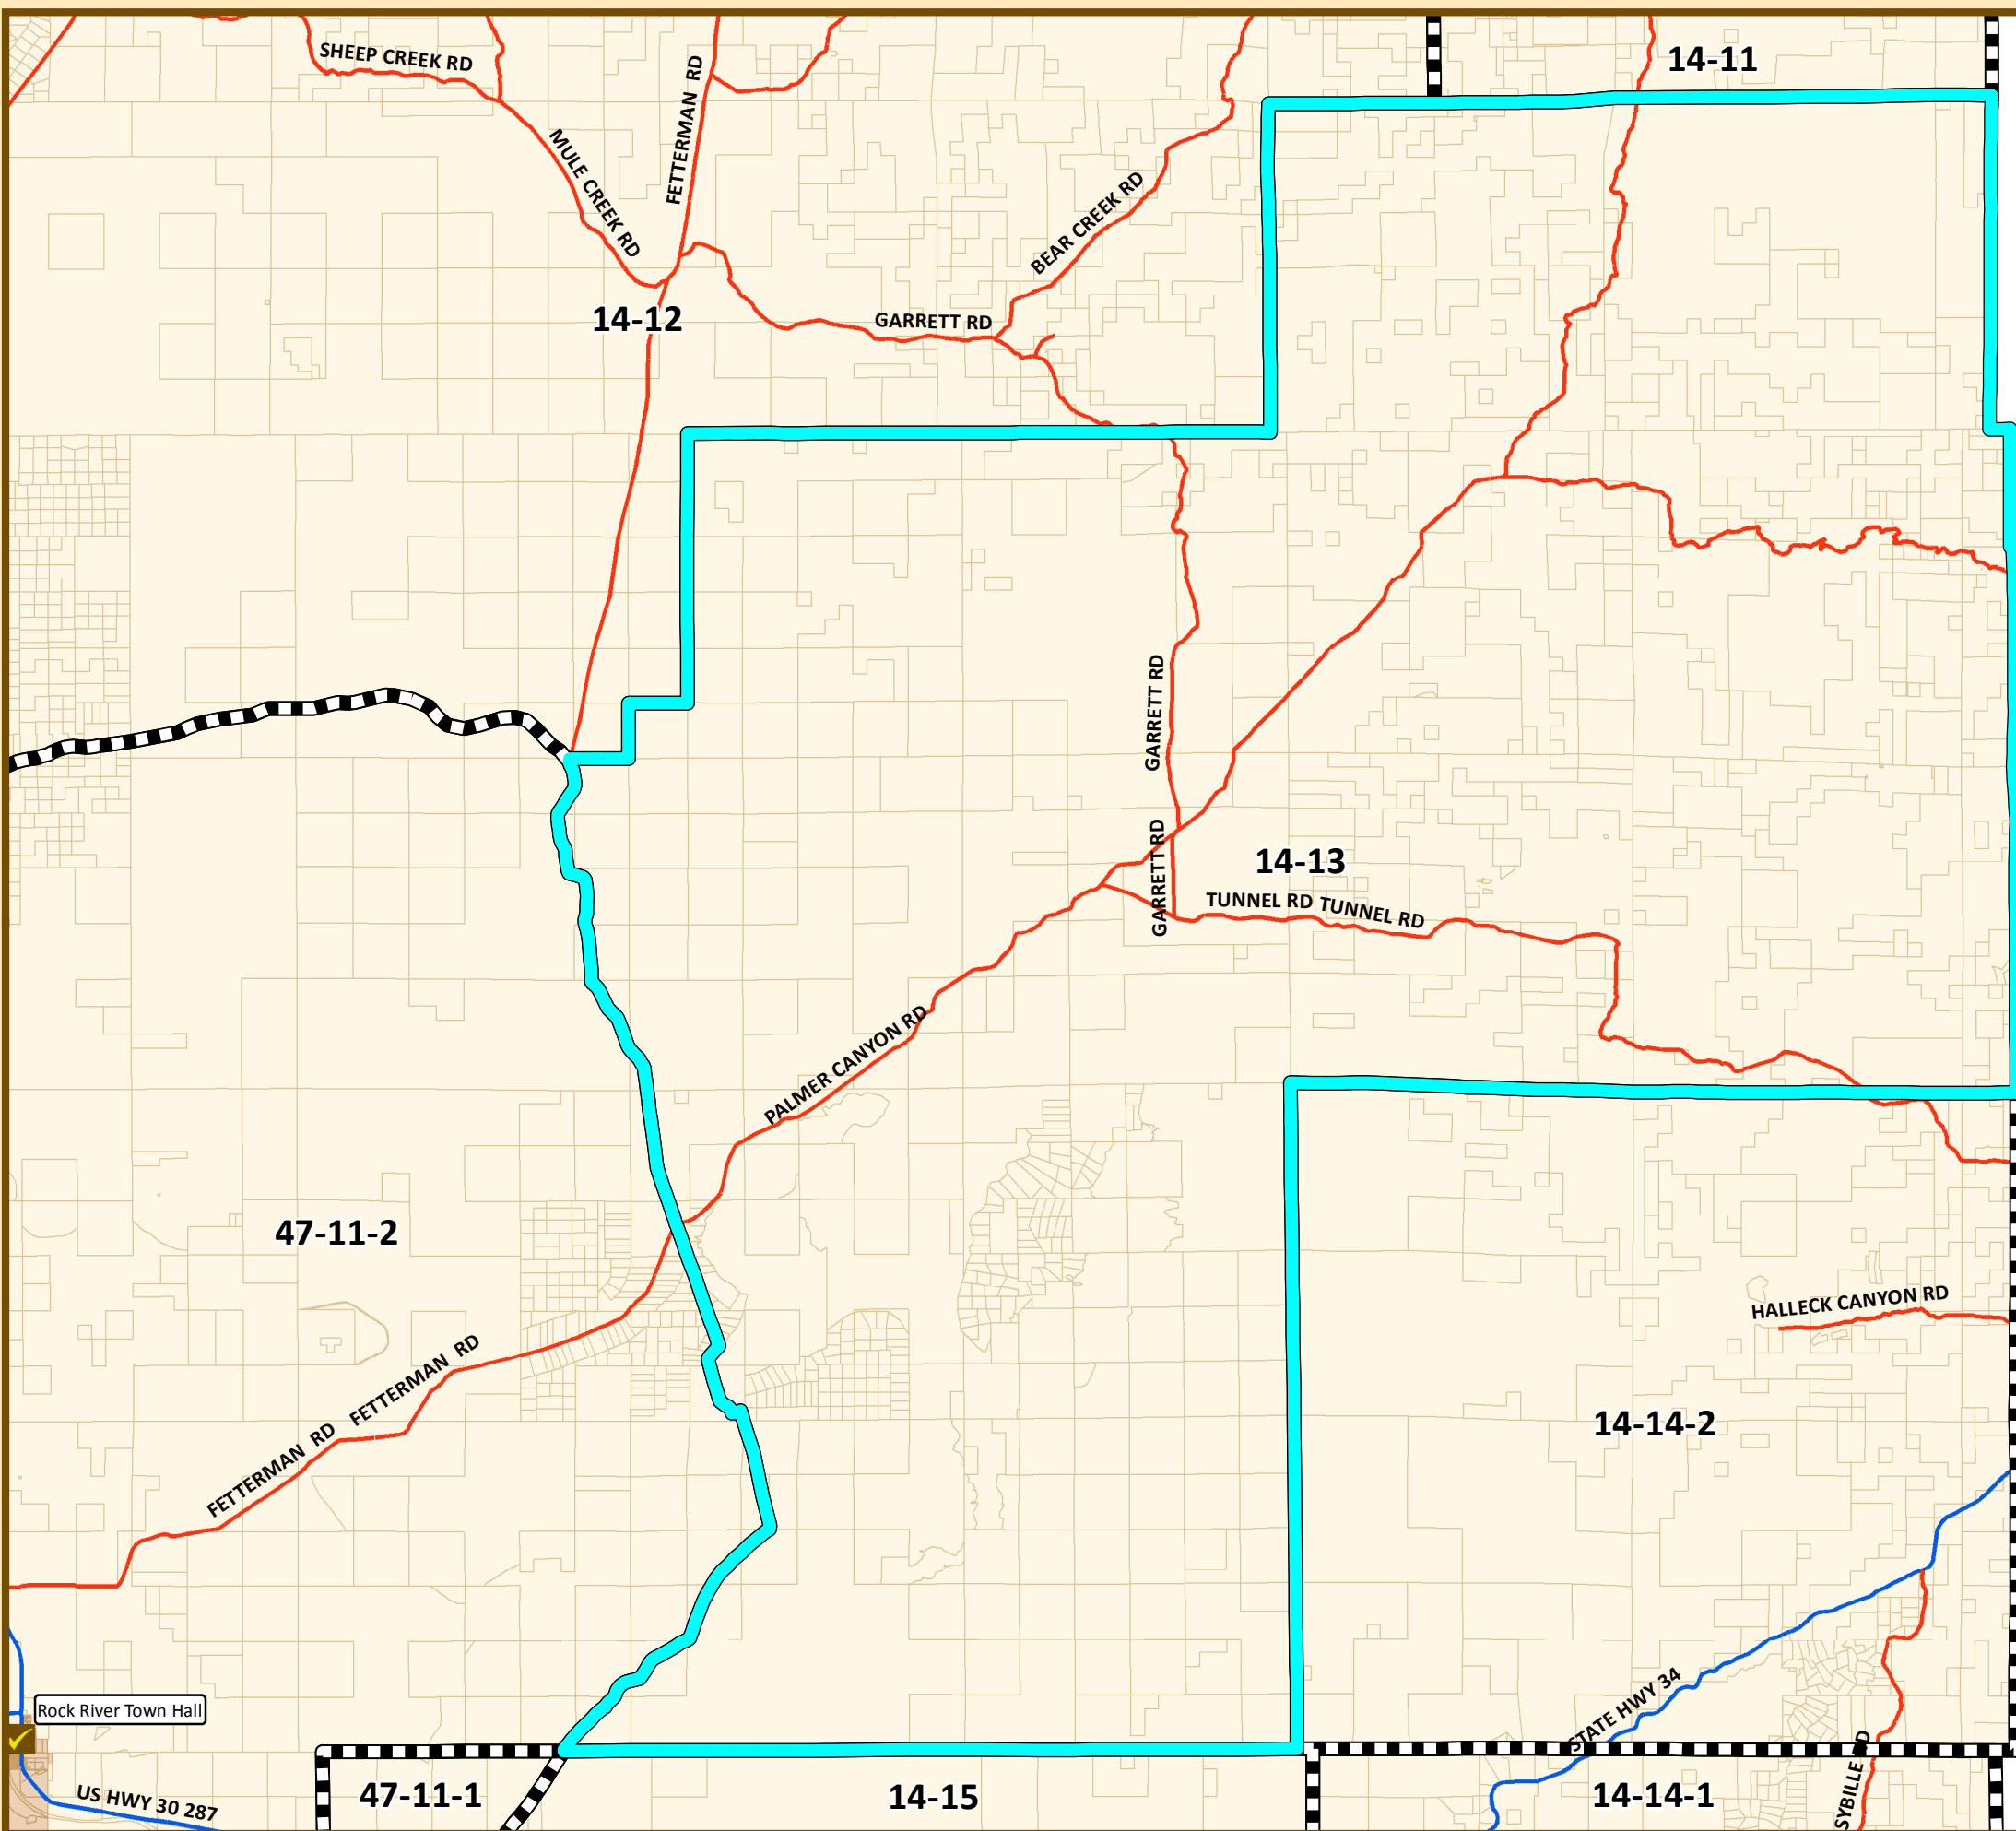 SHEEP CREEK RD
14-11
FETTERMAN RD
MULE CREEK RD
BEAR CREEK RD
14-12
GARRETT RD
GARRETT RD
GARRETT RD
14-13
TUNNEL RD TUNNEL RD
PALMER CANYON RD
47-11-2
HALLECK CANYON RD
FETTERMAN RD
FETTERMAN RD
14-14-2
STATE HWY 34
Rock River Town Hall
SYBILLE RD
US HWY 30 287
47-11-1
14-15
14-14-1